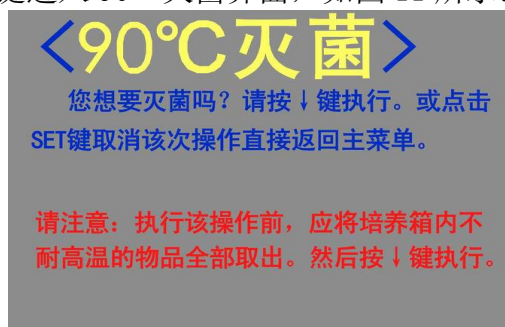 <90℃灭菌>
您想要灭菌吗？请按↓键执行。或点击
SET键取消该次操作直接返回主菜单。
请注意：执行该操作前，应将培养箱内不
耐高温的物品全部取出。然后按↓键执行。